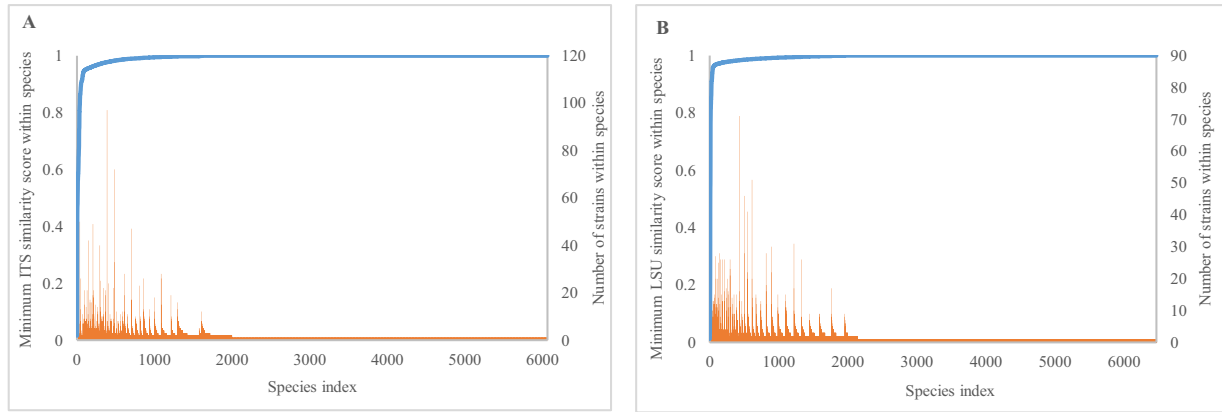 A
Minimum ITS similarity score within species
1
0.8
0.6
0.4
0.2
0
120
100
80
60
40
20
0
Number of strains within species
0 1000 2000 3000 4000 5000 6000
Species index
B
Minimum LSU similarity score within species
1
0.8
0.6
0.4
0.2
0
90
80
70
60
50
40
30
20
10
0
Number of strains within species
0 1000 2000 3000 4000 5000 6000
Species index